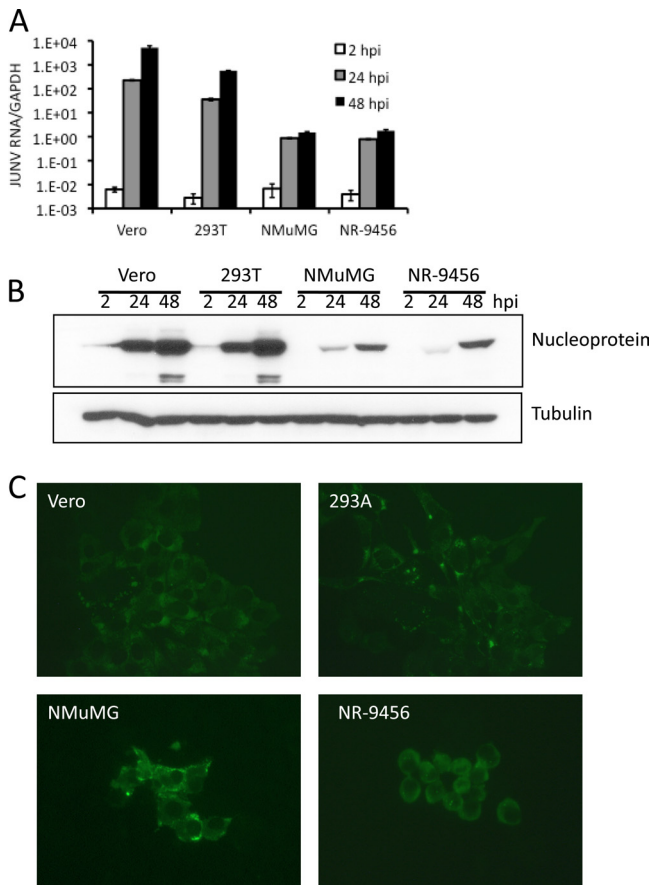 A
JUNV RNA/GAPDH
1.E+04
1.E+03
1.E+02
1.E+01
1.E+00
1.E-01
1.E-02
1.E-03
2 hpi
24 hpi
48 hpi
Vero 293T NMuMG NR-9456
B
Vero 293T NMuMG NR-9456
2 24 48 2 24 48 2 24 48 2 24 48 hpi
Nucleoprotein
Tubulin
C
Vero 293A
NMuMG NR-9456